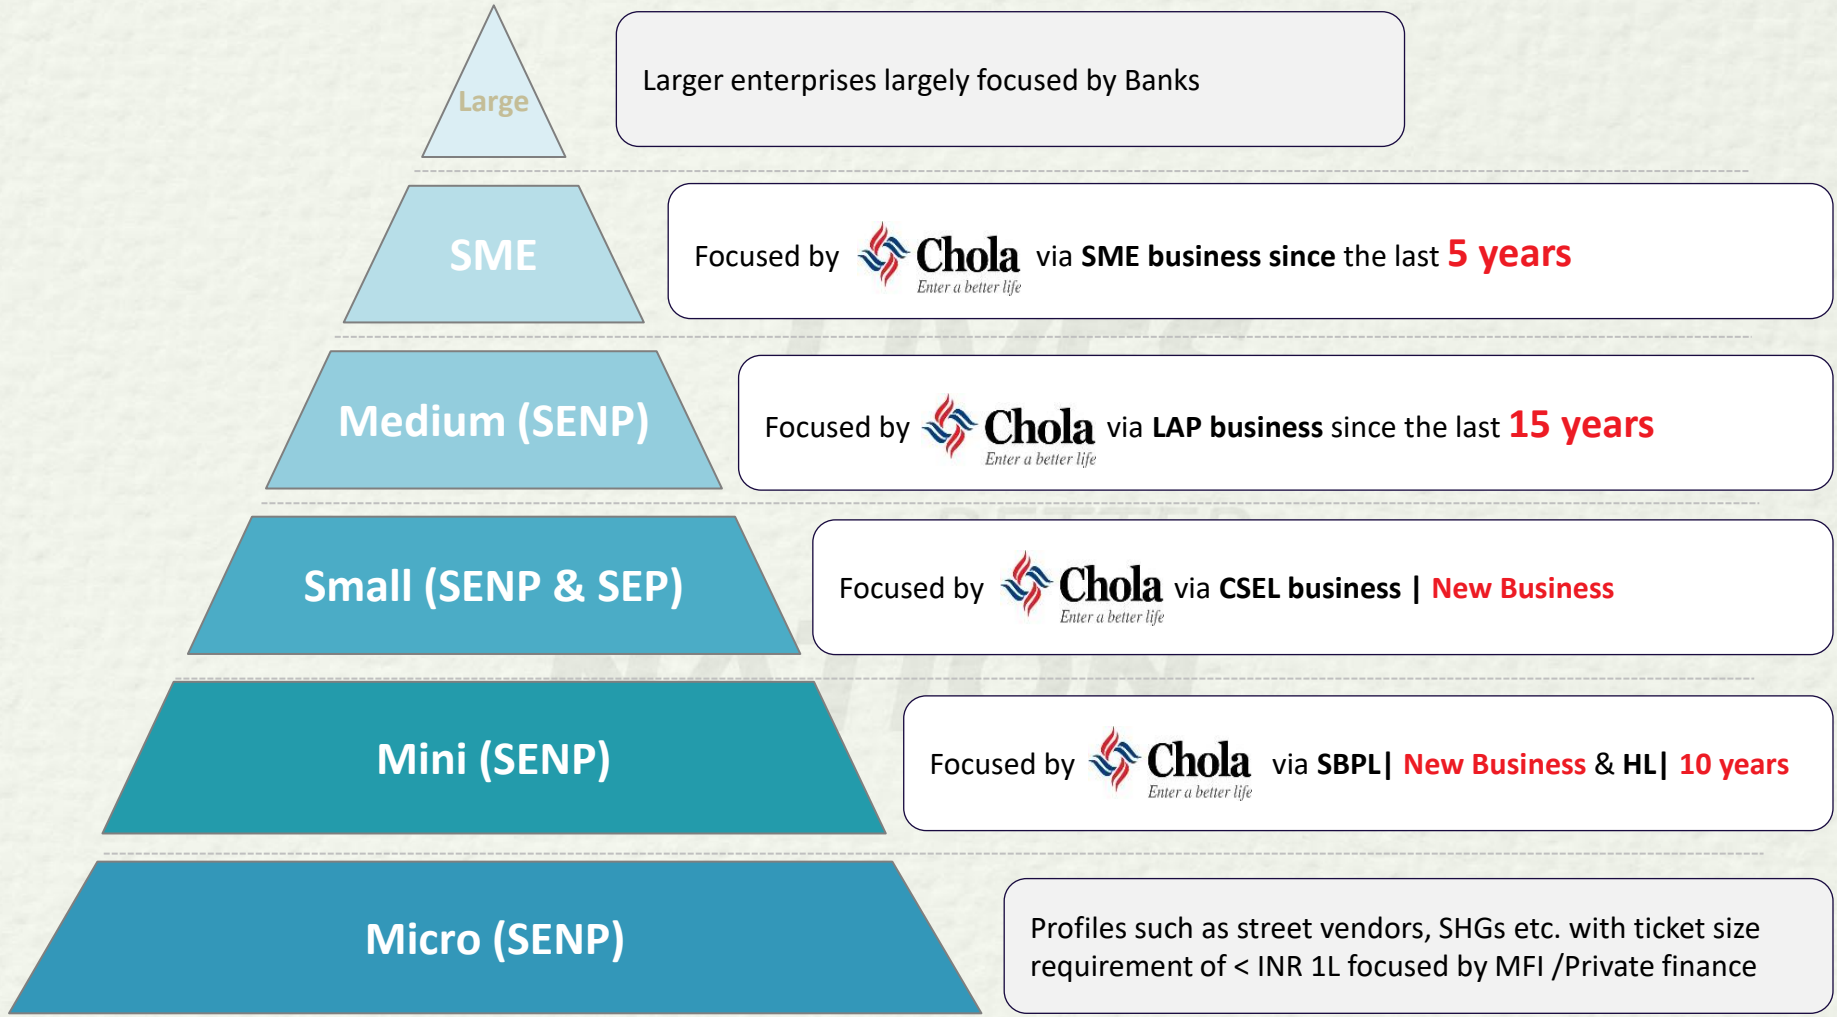 Large
Larger enterprises largely focused by Banks
SME
Focused by Chola via SME business since the last 5 years
Enter a better life
LIVES
Medium (SENP)
Focused by Chola via LAP business since the last 15 years
Enter a better life
BETTER
Small (SENP & SEP)
Focused by Chola via CSEL business | New Business
Enter a better life
NATION
Mini (SENP)
Focused by Chola via SBPL| New Business & HL| 10 years
Enter a better life
Micro (SENP)
Profiles such as street vendors, SHGs etc. with ticket size
requirement of < INR 1L focused by MFI /Private finance